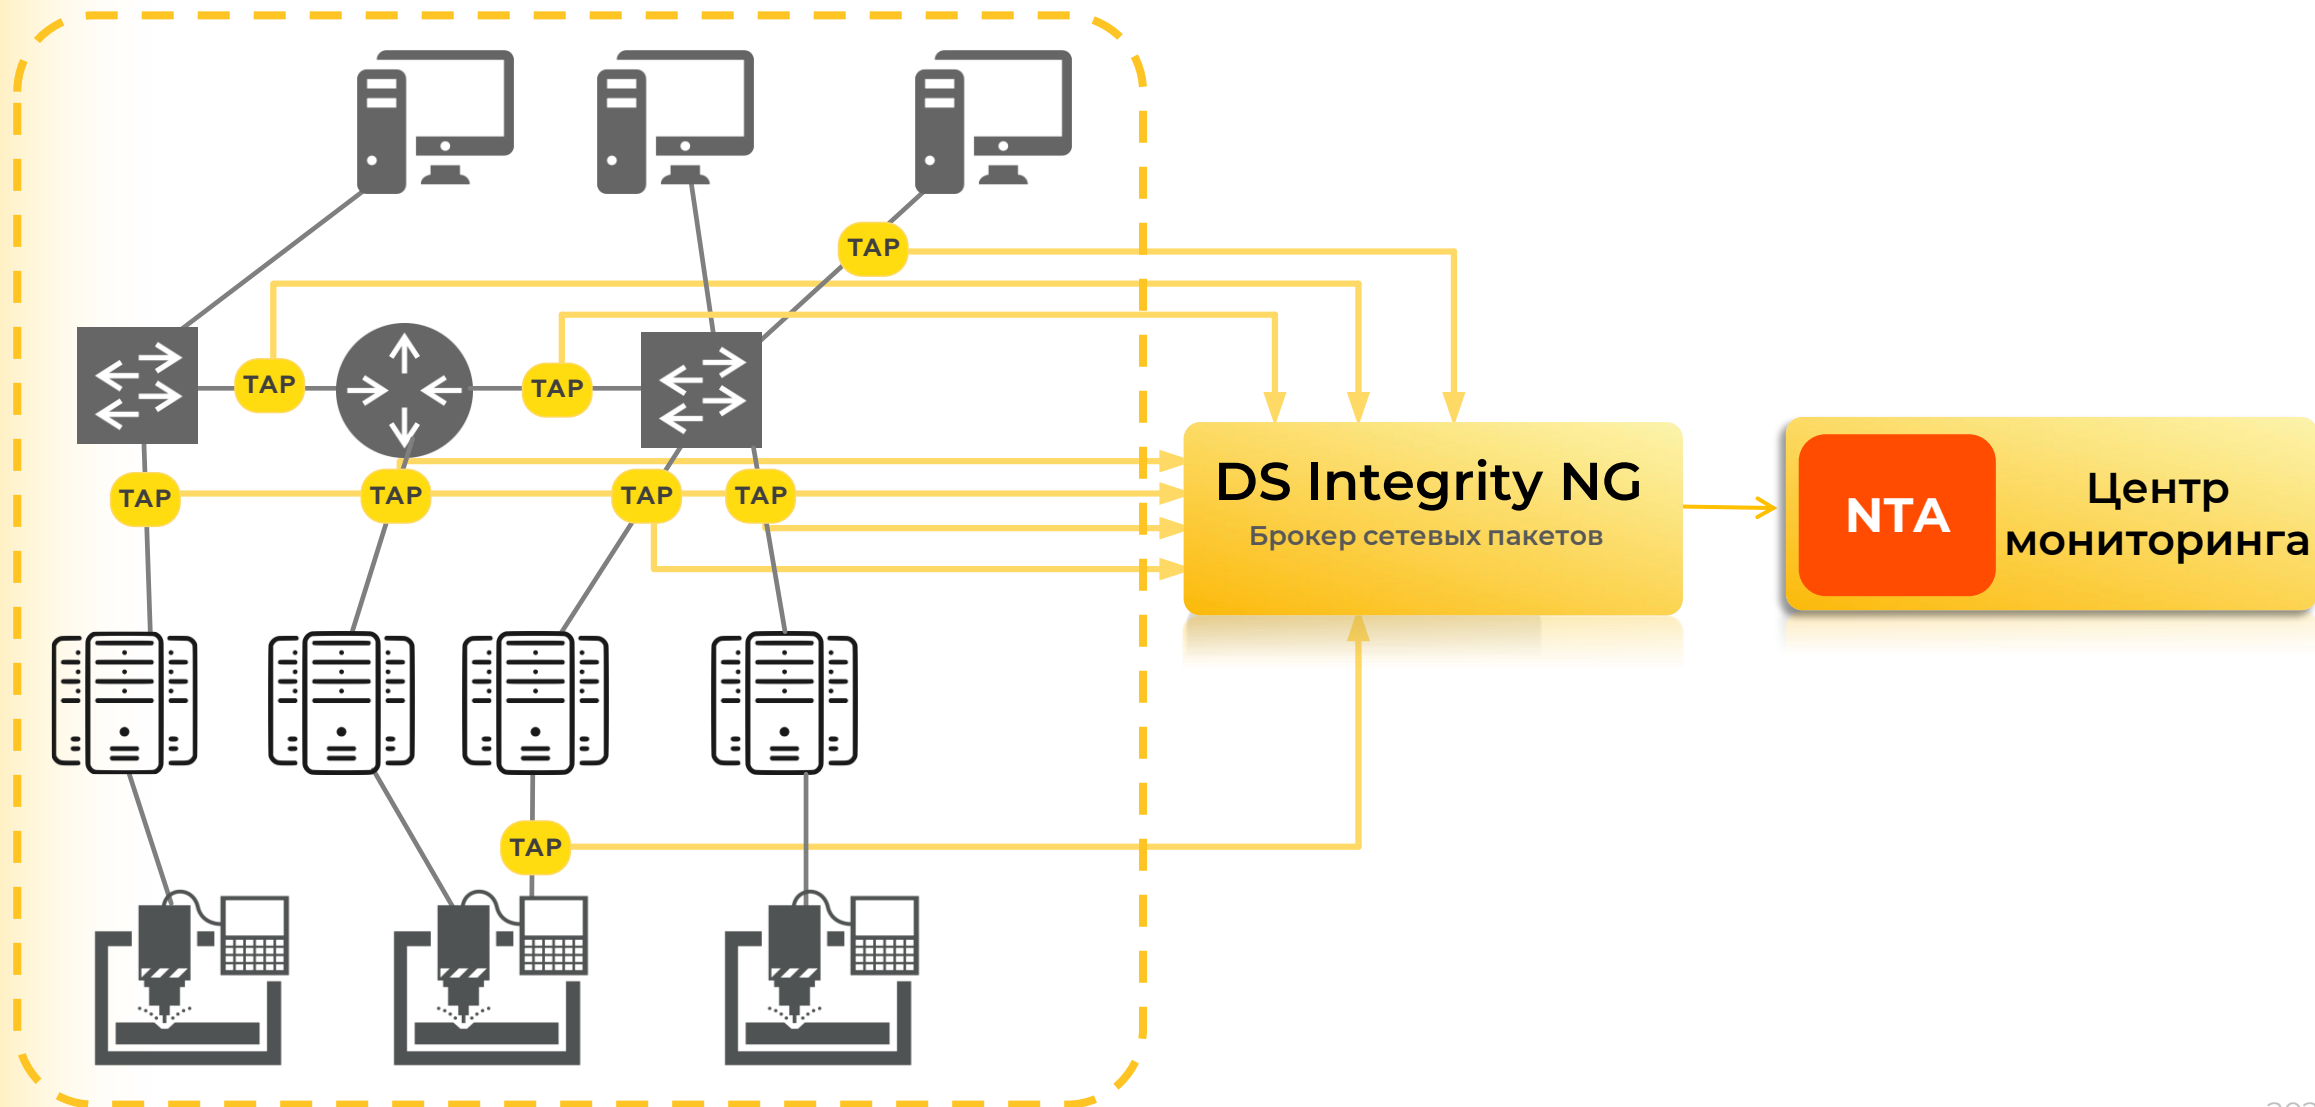 TAP
TAP
TAP
TAP
TAP
TAP
TAP
DS Integrity NG
Брокер сетевых пакетов
NTA
Центр
мониторинга
TAP